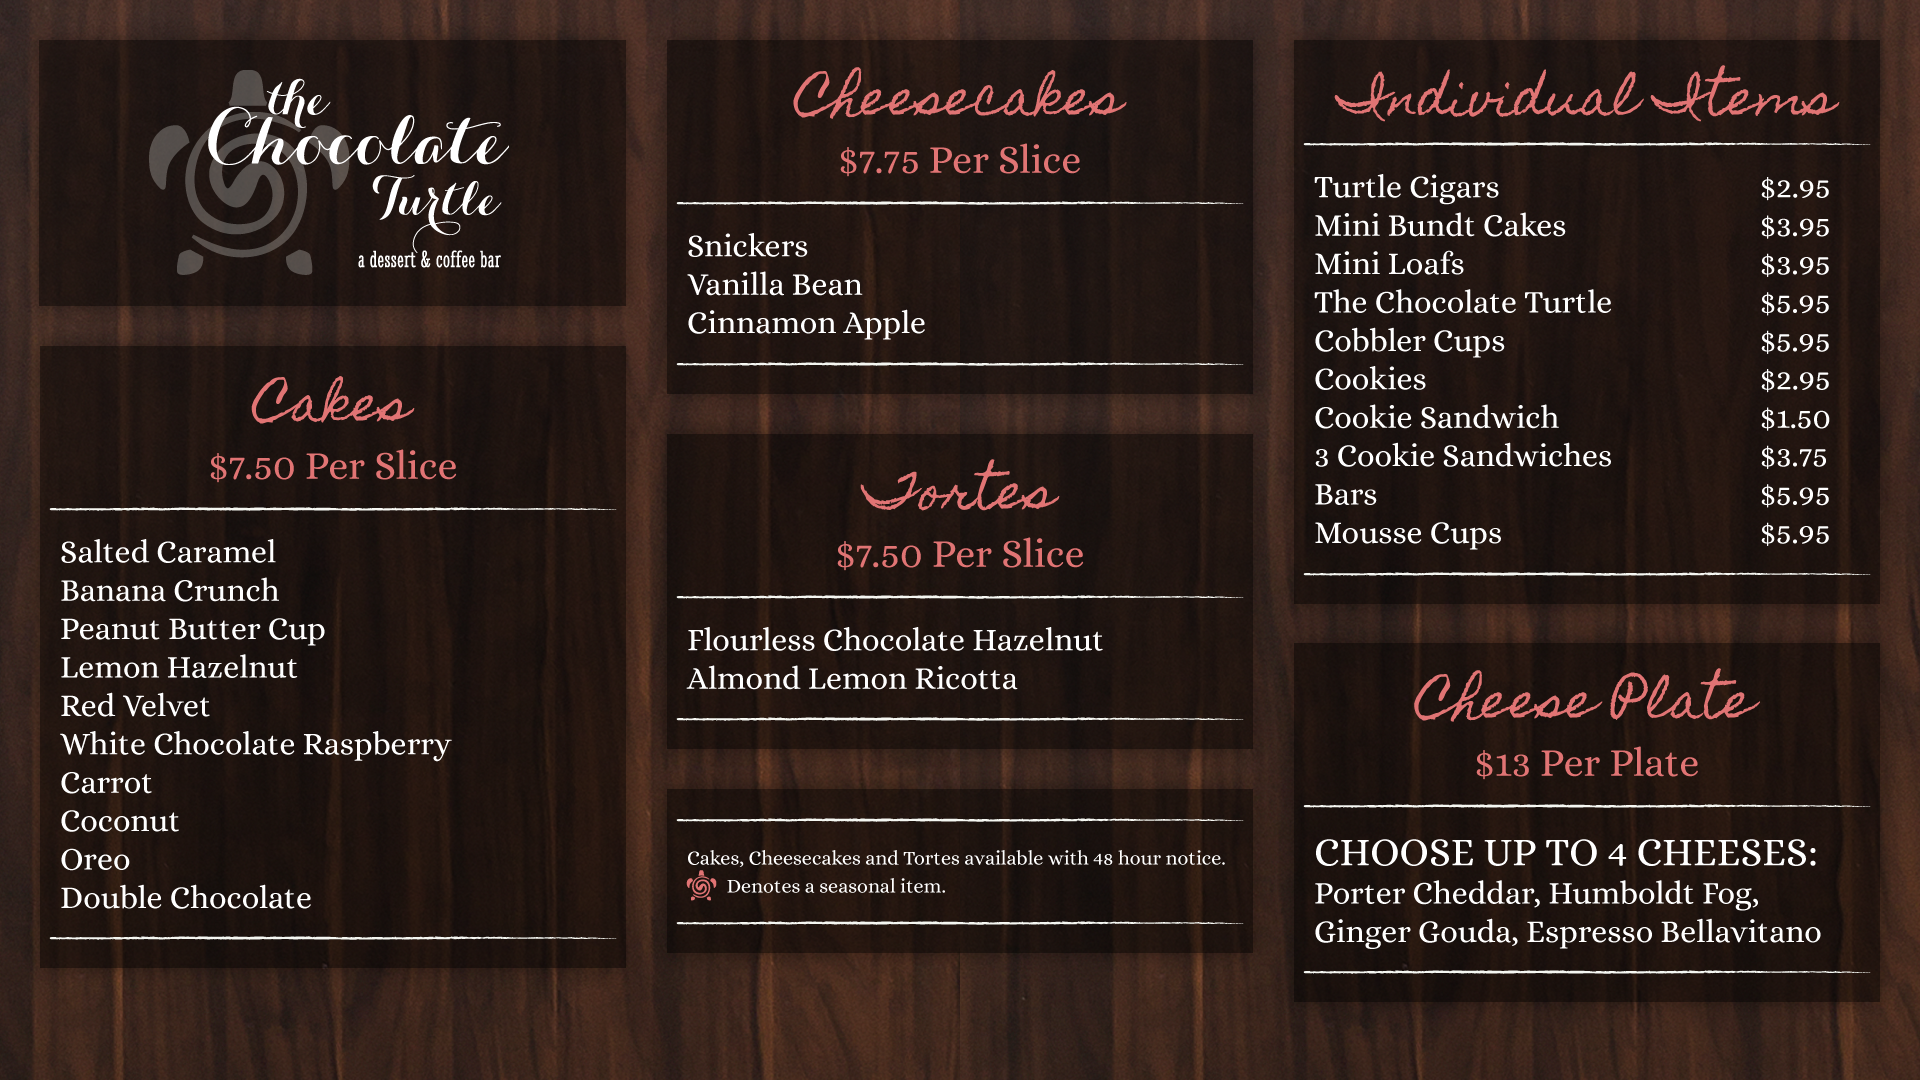 the
Chocolate
Turtle
a dessert & coffee bar
Cakes
$7.50 Per Slice
Salted Caramel
Banana Crunch
Peanut Butter Cup
Lemon Hazelnut
Red Velvet
White Chocolate Raspberry
Carrot
Coconut
Oreo
Double Chocolate
Cheesecakes
$7.75 Per Slice
Snickers
Vanilla Bean
Cinnamon Apple
Tortes
$7.50 Per Slice
Flourless Chocolate Hazelnut
Almond Lemon Ricotta
Cakes, Cheesecakes and Tortes available with 48 hour notice.
Denotes a seasonal item.
Individual Items
Turtle Cigars $2.95
Mini Bundt Cakes $3.95
Mini Loafs $3.95
The Chocolate Turtle $5.95
Cobbler Cups $5.95
Cookies $2.95
Cookie Sandwich $1.50
3 Cookie Sandwiches $3.75
Bars $5.95
Mousse Cups $5.95
Cheese Plate
$13 Per Plate
CHOOSE UP TO 4 CHEESES:
Porter Cheddar, Humboldt Fog,
Ginger Gouda, Espresso Bellavitano